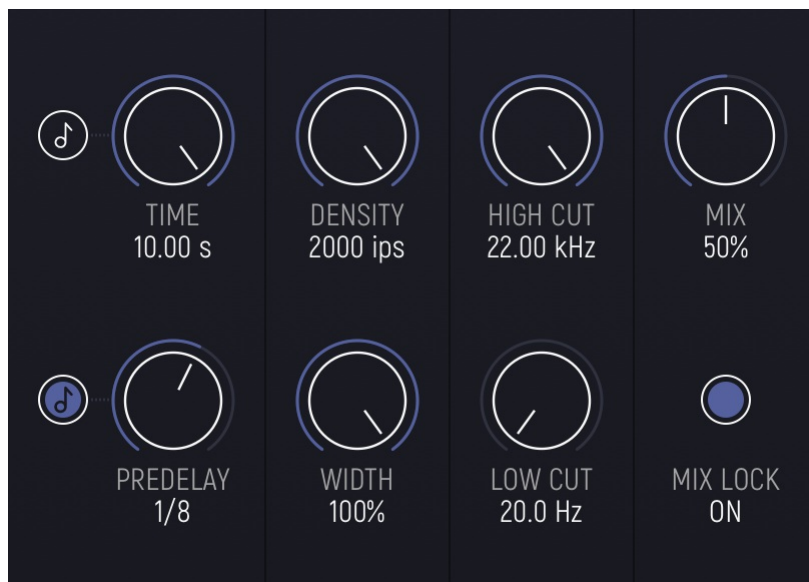 TIME
10.00 s
DENSITY
2000 ips
HIGH CUT
22.00 kHz
MIX
50%
PREDELAY
1/8
WIDTH
100%
LOW CUT
20.0 Hz
MIX LOCK
ON